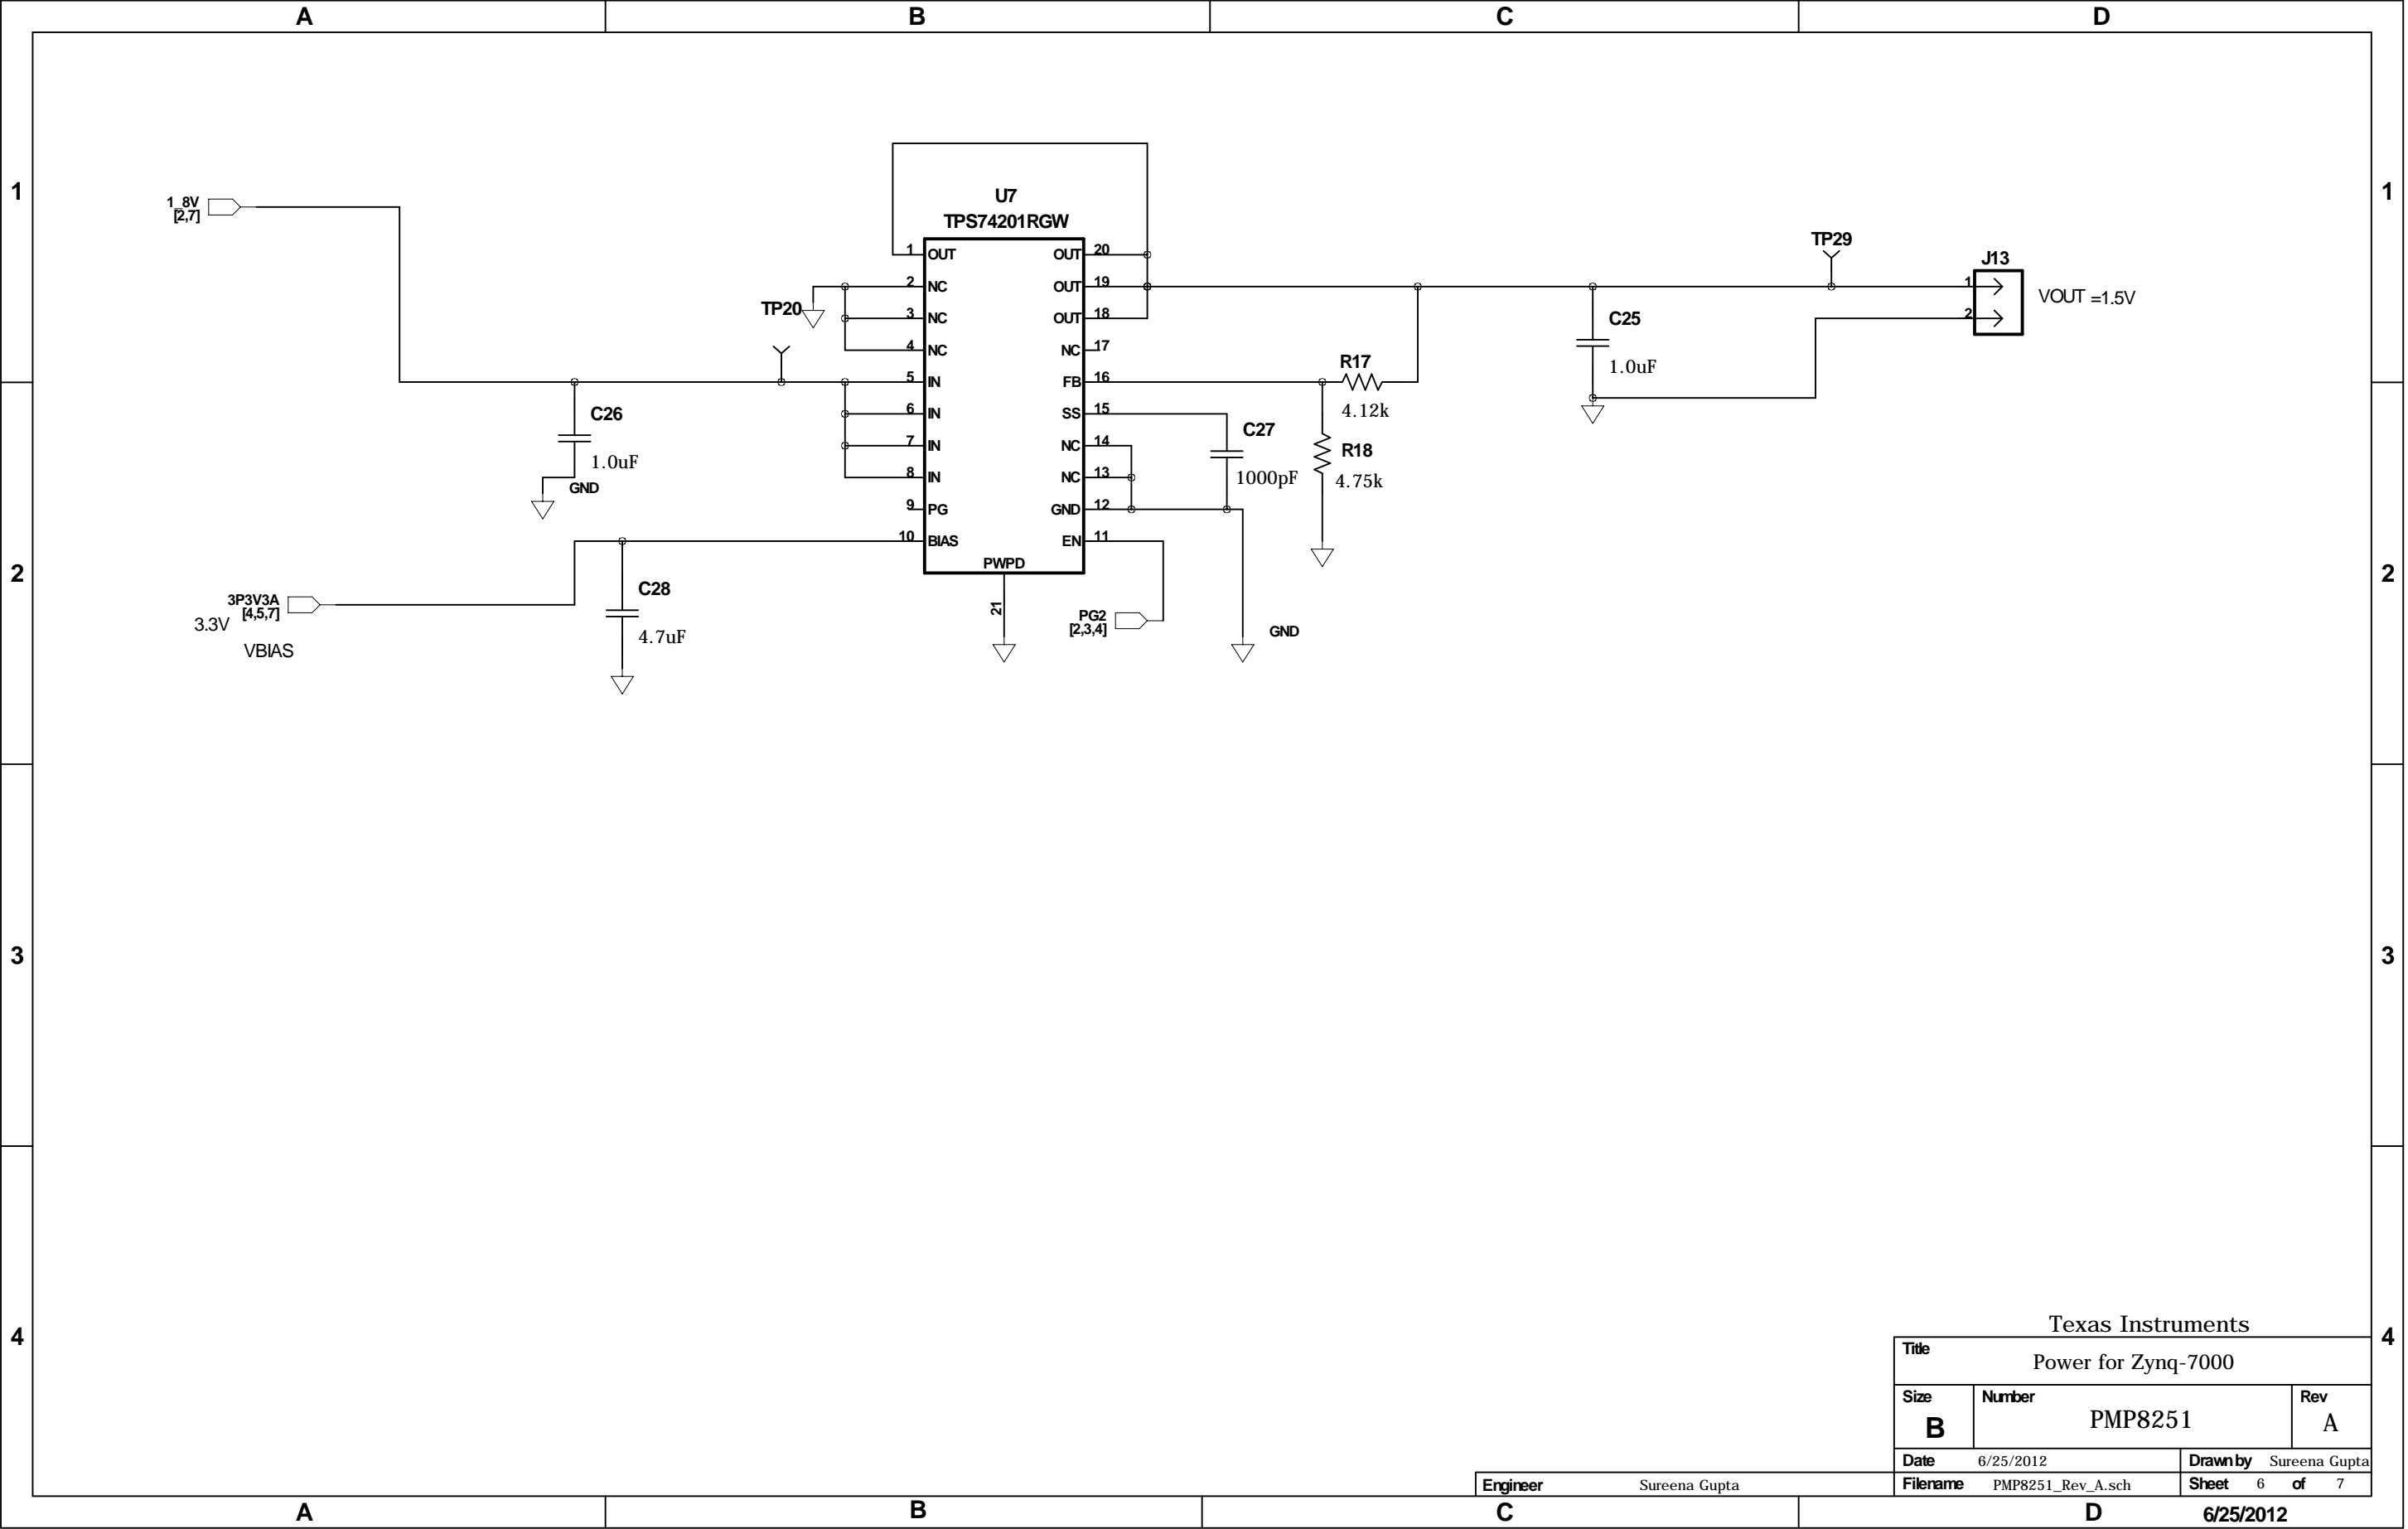 A B C D
1 1
1_8V
[2,7]
U7
TPS74201RGW
1 OUT OUT 20
2 NC OUT 19
3 NC OUT 18
4 NC NC 17
5 IN FB 16
6 IN SS 15
7 IN NC 14
8 IN NC 13
9 PG GND 12
10 BIAS EN 11
PWPD
21
TP20
TP29
J13
1
2
VOUT =1.5V
C25
1.0uF
R17
4.12k
R18
4.75k
C27
1000pF
C26
1.0uF
GND
2 2
C28
4.7uF
3P3V3A
[4,5,7]
3.3V
VBIAS
PG2
[2,3,4]
GND
3 3
4 4
Texas Instruments
Title
Power for Zynq-7000
Size Number Rev
B PMP8251 A
Date 6/25/2012 Drawn by Sureena Gupta
Engineer Sureena Gupta Filename PMP8251_Rev_A.sch Sheet 6 of 7
A B C D 6/25/2012